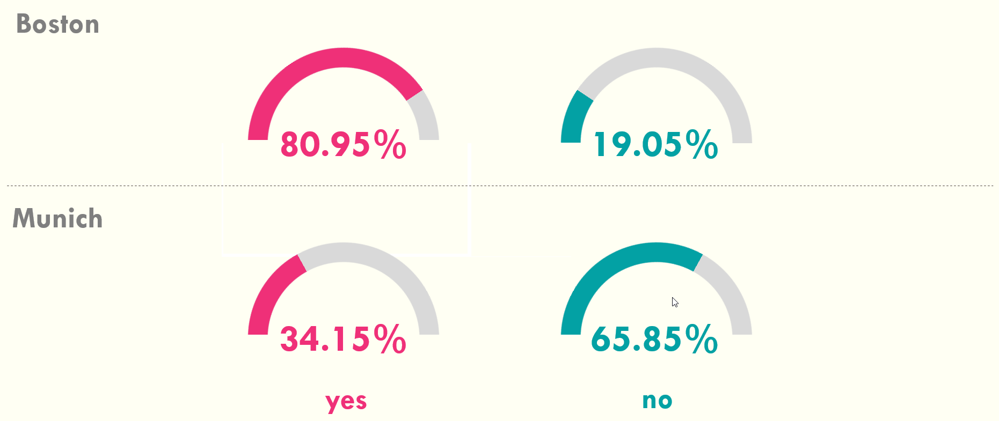 Boston
80.95% 19.05%
Munich
34.15% 65.85%
yes no